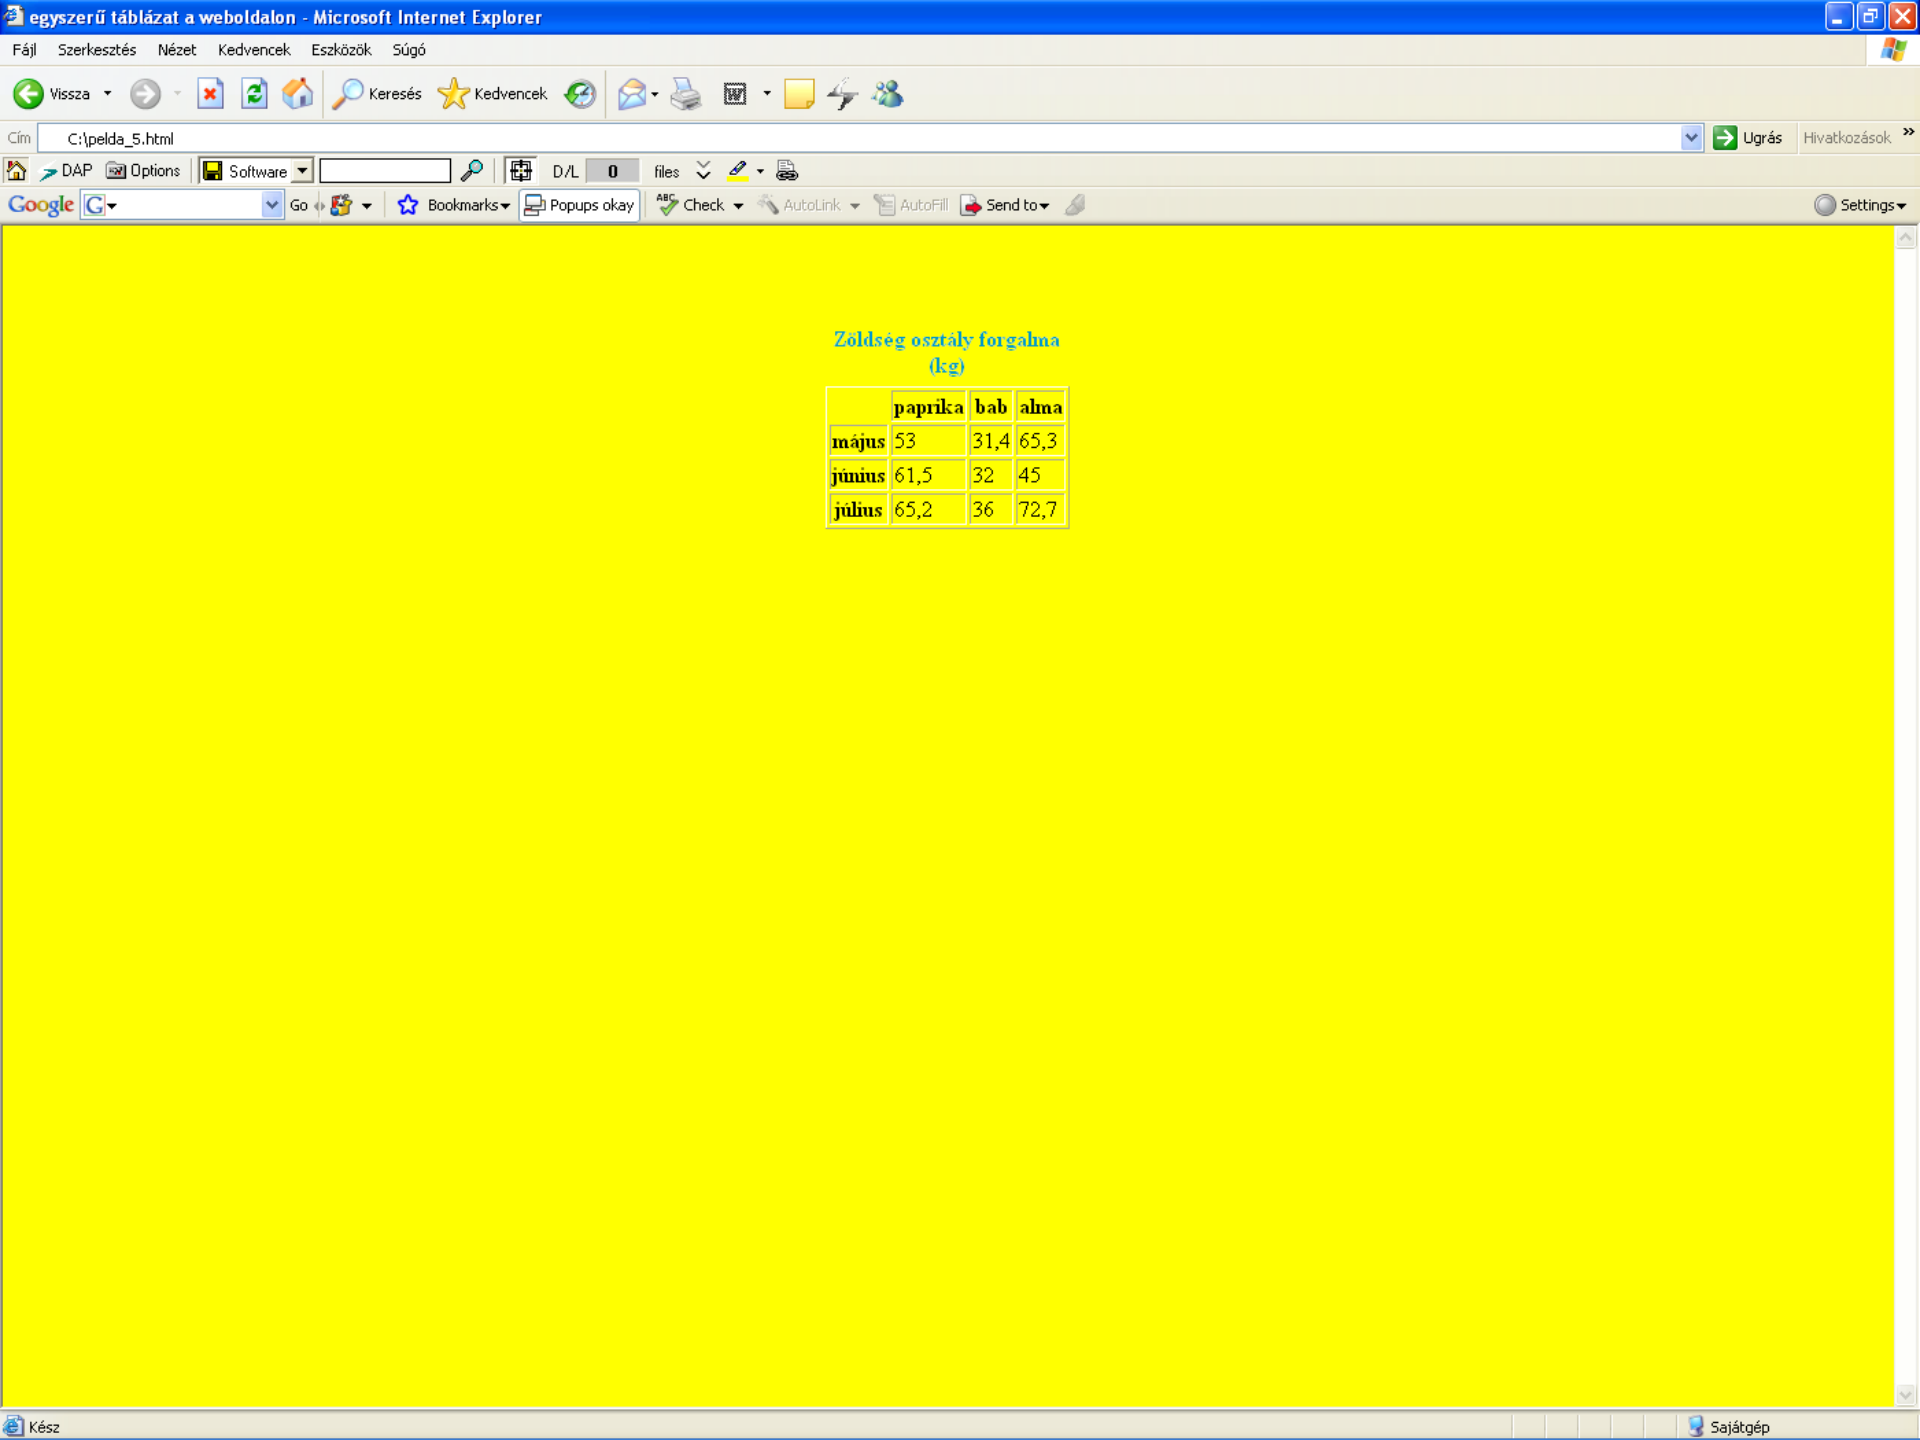 egyszerű táblázat a weboldalon - Microsoft Internet Explorer
Fájl Szerkesztés Nézet Kedvencek Eszközök Súgó
Vissza Keresés Kedvencek
Cím C:\pelda_5.html Ugrás Hivatkozások »
DAP Options Software D/L 0 files
Google G Go Bookmarks Popups okay ABC Check AutoLink AutoFill Send to Settings
Zöldség osztály forgalma
(kg)
paprika bab alma
május 53 31,4 65,3
június 61,5 32 45
július 65,2 36 72,7
Kész Sajátgép